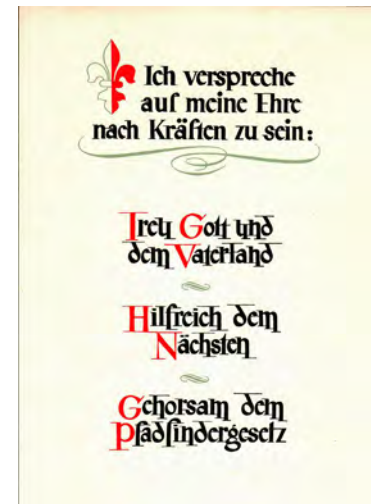 Ich verspreche
auf meine Ehre
nach Kräften zu sein:
Treu Gott und
dem Vaterland
Hilfreich dem
Nächsten
Gehorsam dem
Pfadfindergesetz